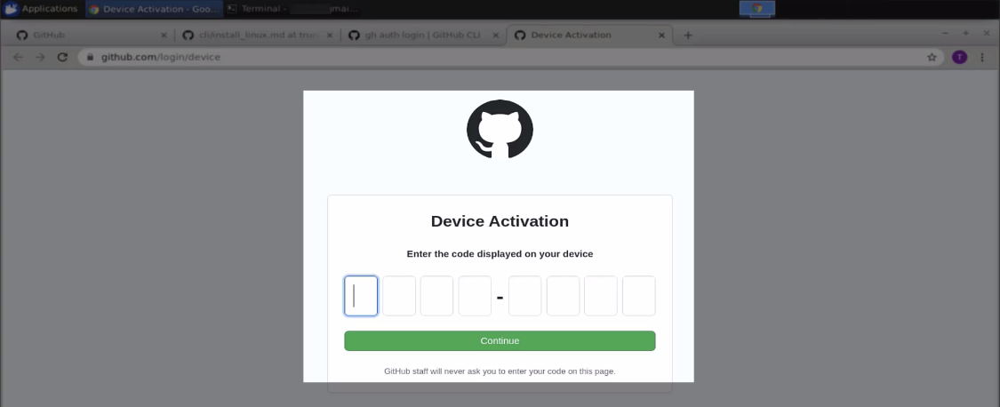 Applications Device Activation - Goo... Terminal - jmai...
GitHub cli/install_linux.md at trun gh auth login | GitHub CLI Device Activation
github.com/login/device T
Device Activation
Enter the code displayed on your device
-
Continue
GitHub staff will never ask you to enter your code on this page.